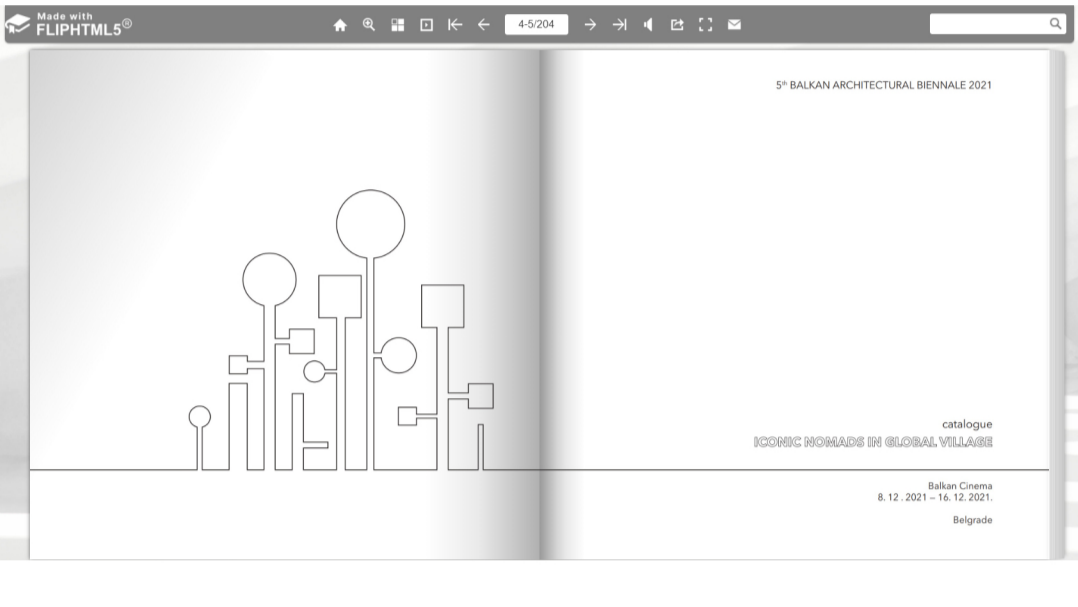 Made with
FLIPHTML5®
4-5/204
5th BALKAN ARCHITECTURAL BIENNALE 2021
catalogue
ICONIC NOMADS IN GLOBAL VILLAGE
Balkan Cinema
8. 12 . 2021 – 16. 12. 2021.
Belgrade